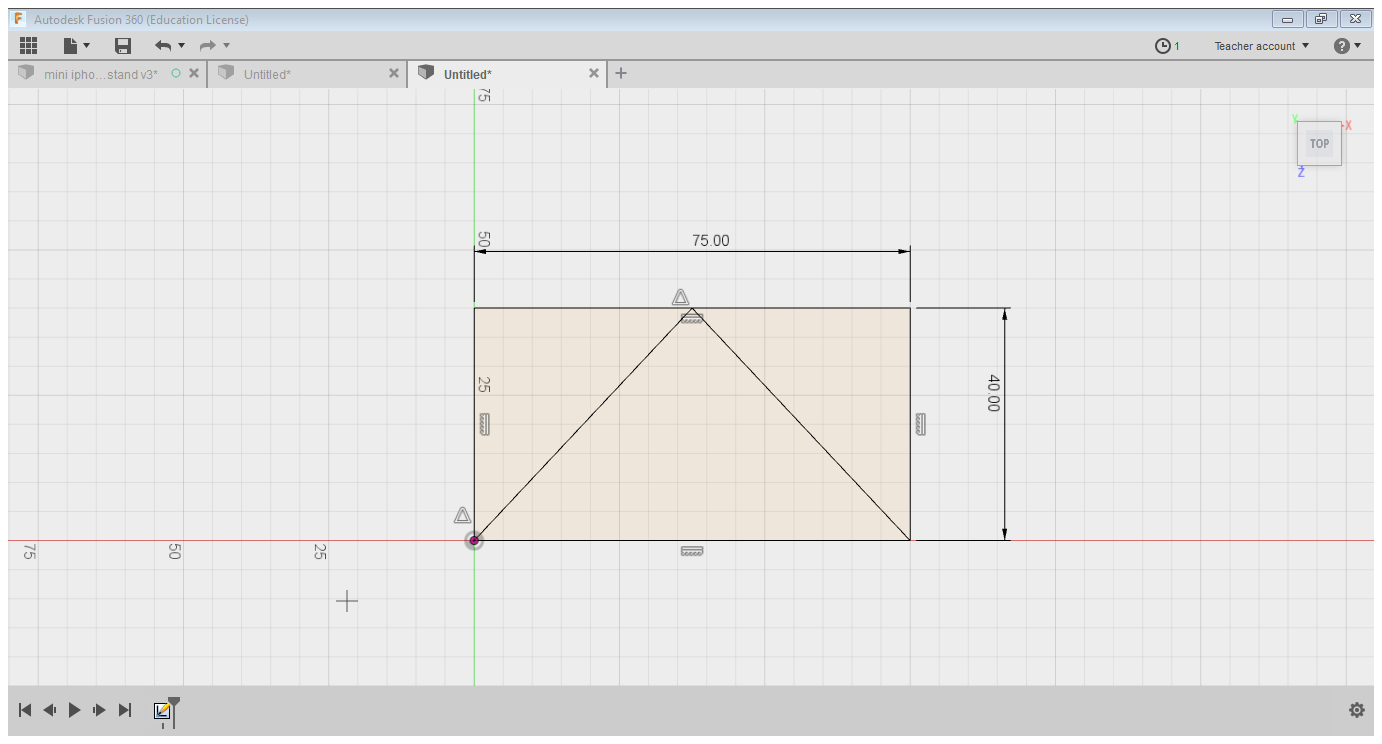 Autodesk Fusion 360 (Education License)
1
Teacher account
?
mini ipho...stand v3*
Untitled*
Untitled*
75
Y
X
TOP
Z
50
75.00
25
40.00
75
50
25